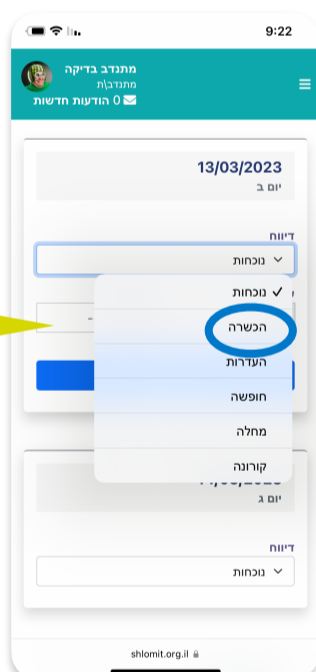 9:22
מתנדב בדיקה
מתנדב\ת
0 הודעות חדשות
13/03/2023
יום ב
דיווח
נוכחות
נוכחות
הכשרה
העדרות
חופשה
מחלה
קורונה
יום ג
דיווח
נוכחות
shlomit.org.il